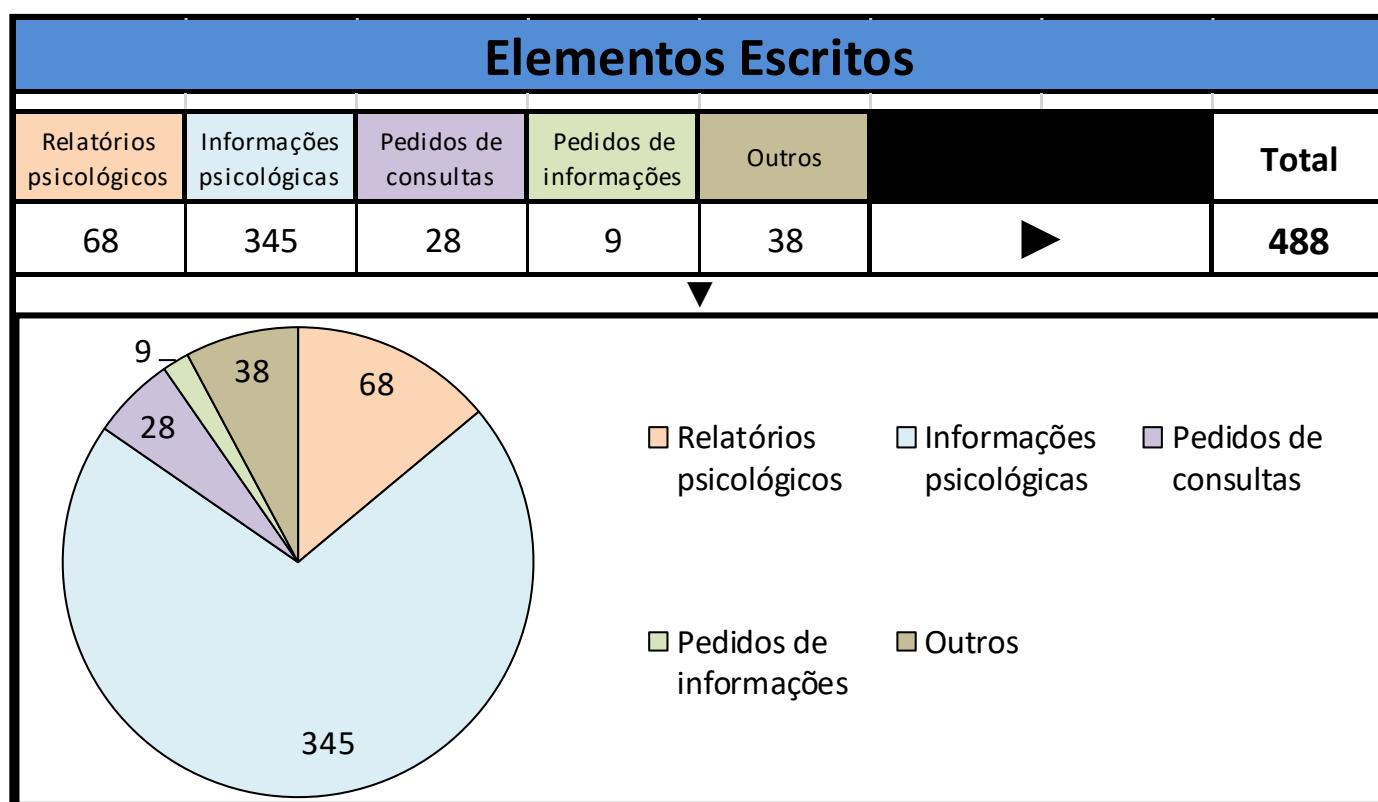 Elementos Escritos
Relatórios psicológicos
Informações psicológicas
Pedidos de consultas
Pedidos de informações
Outros
Total
68
345
28
9
38
488
9
38
68
28
345
Relatórios psicológicos
Informações psicológicas
Pedidos de consultas
Pedidos de informações
Outros